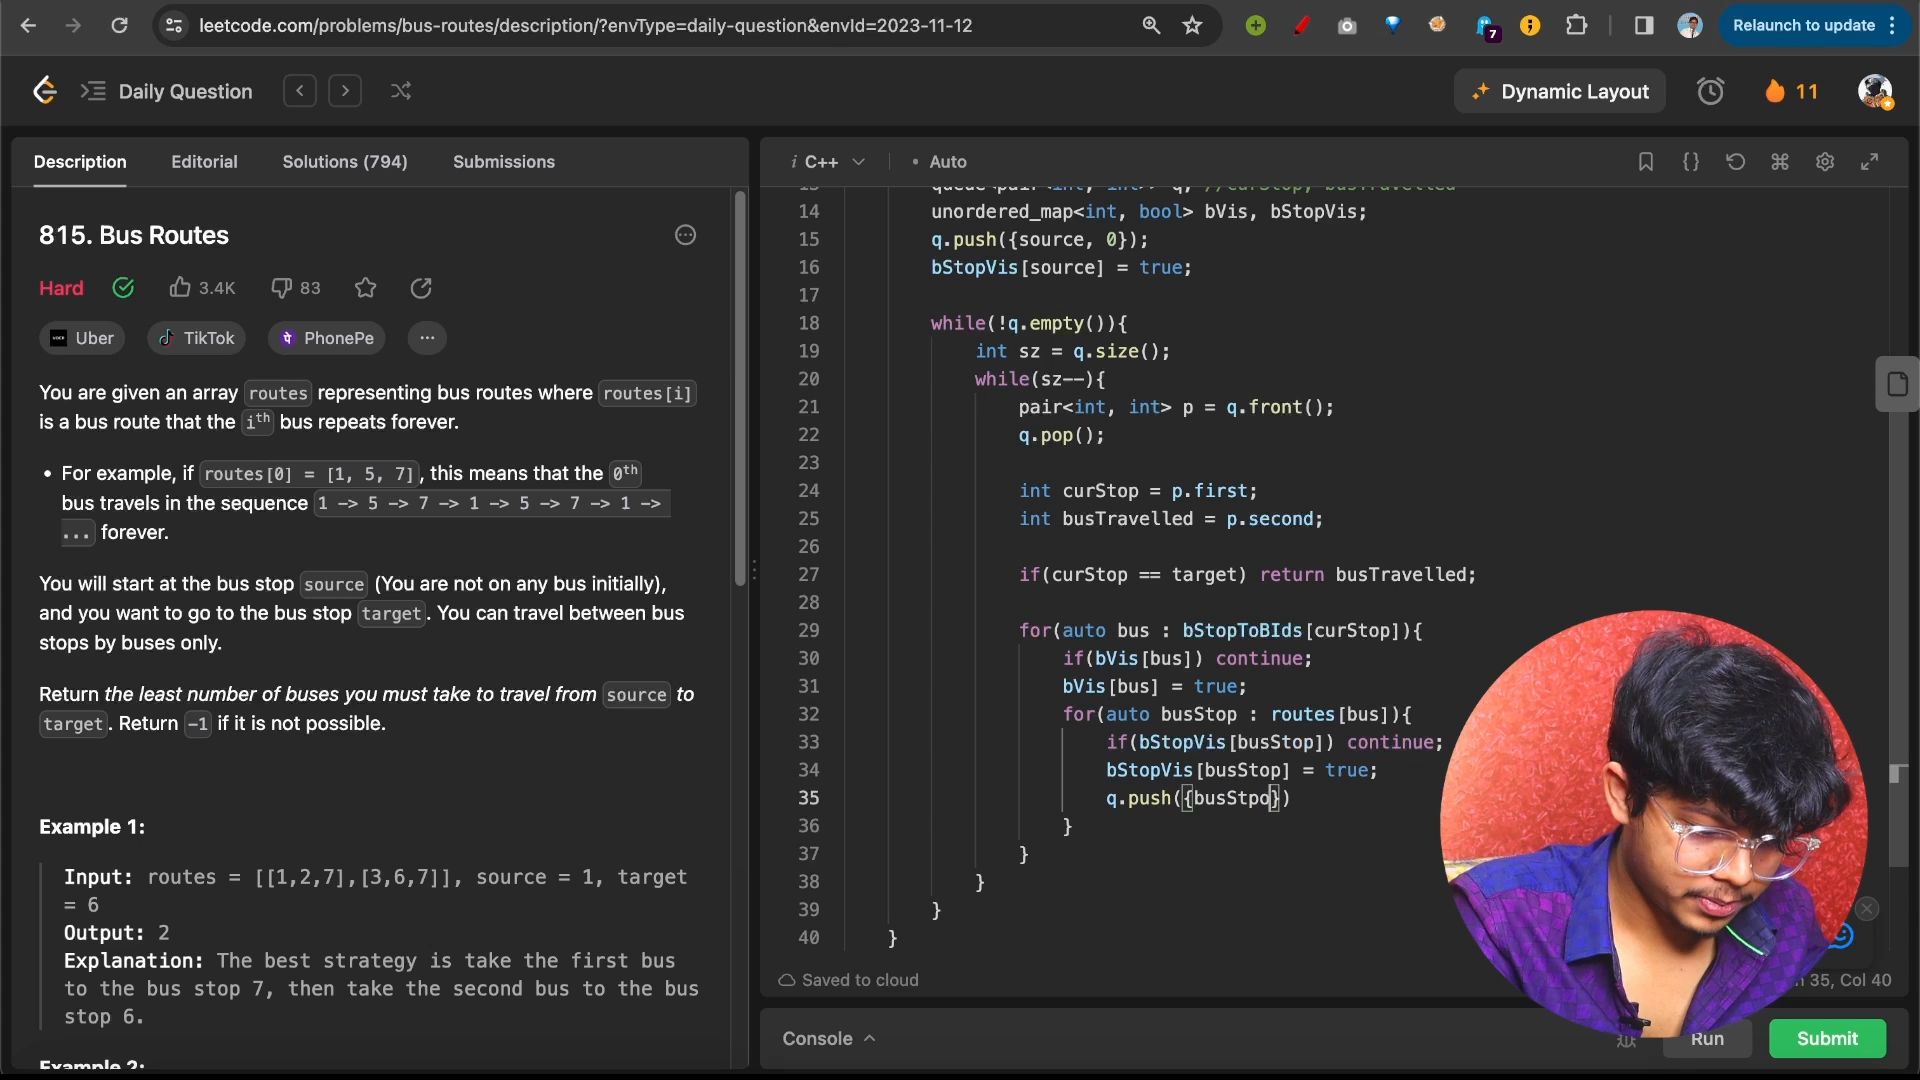 leetcode.com/problems/bus-routes/description/?envType=daily-question&envId=2023-11-12
7
Relaunch to update
Daily Question
Dynamic Layout
11
Description
Editorial
Solutions (794)
Submissions
815. Bus Routes
Hard
3.4K
83
Uber
TikTok
PhonePe
You are given an array routes representing bus routes where routes[i]
is a bus route that the ith bus repeats forever.
• For example, if routes[0] = [1, 5, 7], this means that the 0th
bus travels in the sequence 1 -> 5 -> 7 -> 1 -> 5 -> 7 -> 1 ->
... forever.
You will start at the bus stop source (You are not on any bus initially),
and you want to go to the bus stop target. You can travel between bus
stops by buses only.
Return the least number of buses you must take to travel from source to
target. Return -1 if it is not possible.
Example 1:
Input: routes = [[1,2,7],[3,6,7]], source = 1, target
= 6
Output: 2
Explanation: The best strategy is take the first bus
to the bus stop 7, then take the second bus to the bus
stop 6.
Example 2:
i C++
• Auto
14 unordered_map<int, bool> bVis, bStopVis;
15 q.push({source, 0});
16 bStopVis[source] = true;
17
18 while(!q.empty()){
19 int sz = q.size();
20 while(sz--){
21 pair<int, int> p = q.front();
22 q.pop();
23
24 int curStop = p.first;
25 int busTravelled = p.second;
26
27 if(curStop == target) return busTravelled;
28
29 for(auto bus : bStopToBIds[curStop]){
30 if(bVis[bus]) continue;
31 bVis[bus] = true;
32 for(auto busStop : routes[bus]){
33 if(bStopVis[busStop]) continue;
34 bStopVis[busStop] = true;
35 q.push({busStpo})
36 }
37 }
38 }
39 }
40 }
Saved to cloud
35, Col 40
Console
Run
Submit